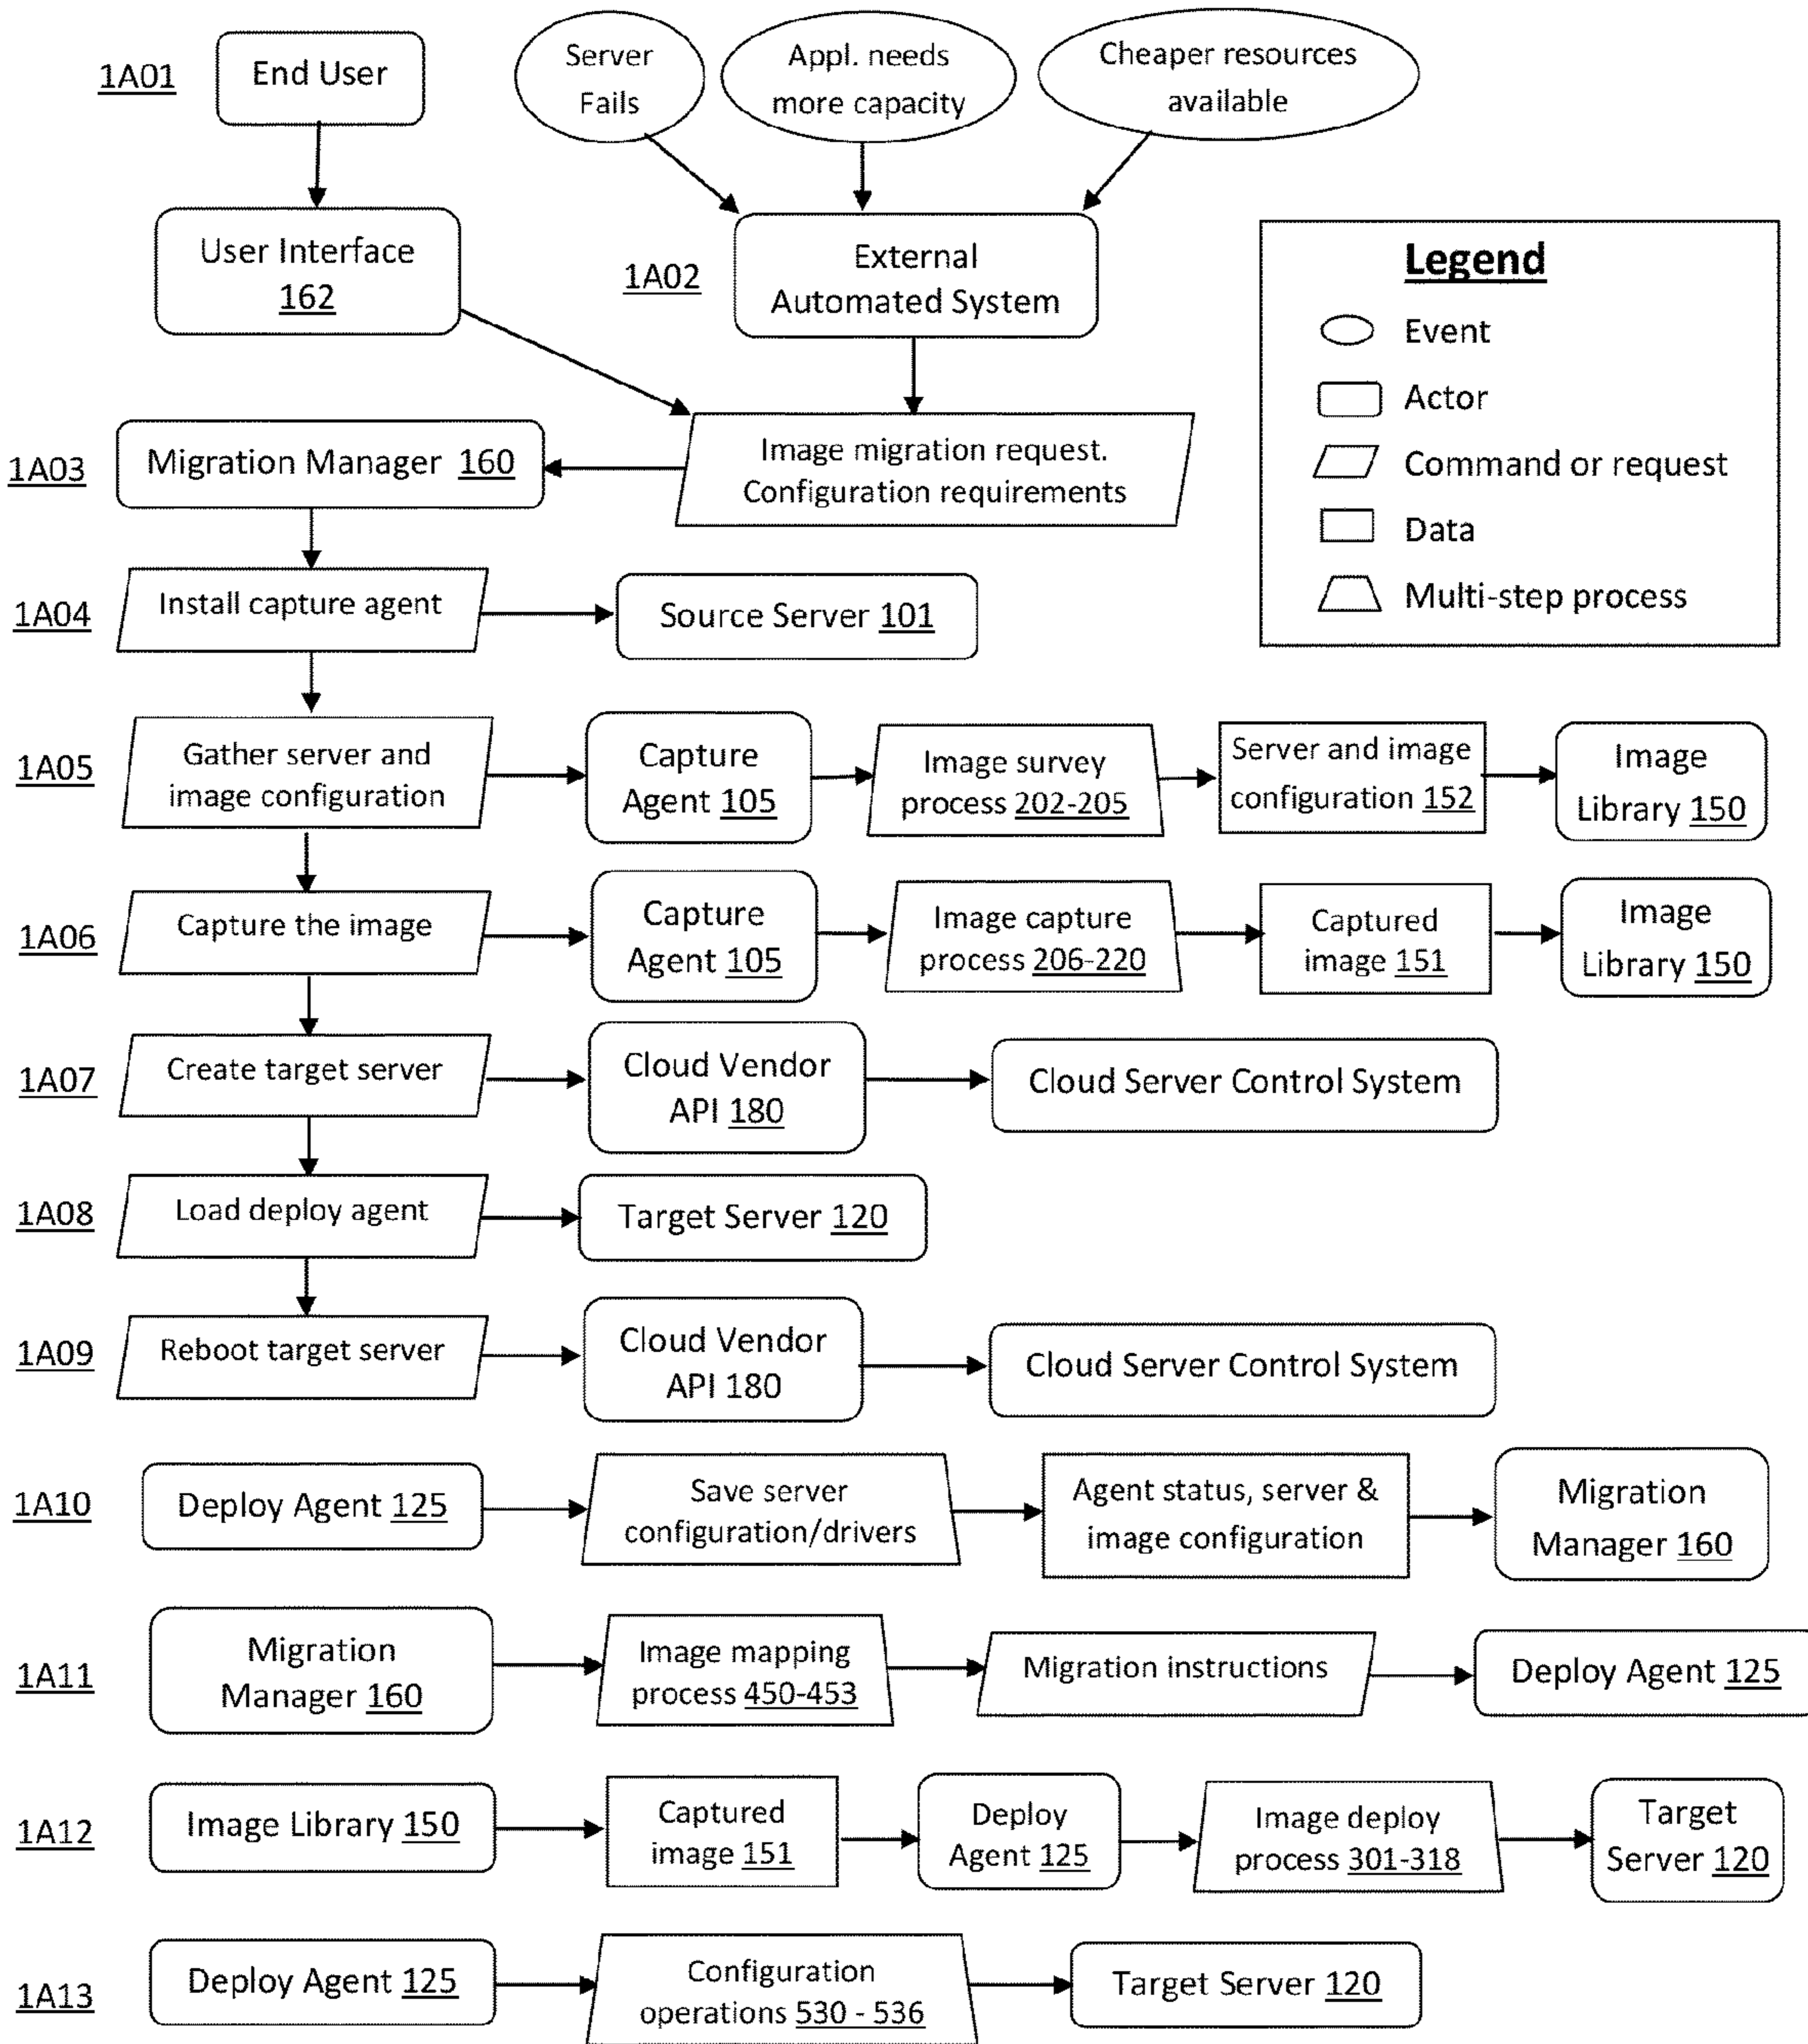 1A01
End User
Server
Fails
Appl. needs
more capacity
Cheaper resources
available
User Interface
162
1A02
External
Automated System
Legend
Event
Actor
Command or request
Data
Multi-step process
1A03
Migration Manager 160
Image migration request.
Configuration requirements
1A04
Install capture agent
Source Server 101
1A05
Gather server and
image configuration
Capture
Agent 105
Image survey
process 202-205
Server and image
configuration 152
Image
Library 150
1A06
Capture the image
Capture
Agent 105
Image capture
process 206-220
Captured
image 151
Image
Library 150
1A07
Create target server
Cloud Vendor
API 180
Cloud Server Control System
1A08
Load deploy agent
Target Server 120
1A09
Reboot target server
Cloud Vendor
API 180
Cloud Server Control System
1A10
Deploy Agent 125
Save server
configuration/drivers
Agent status, server &
image configuration
Migration
Manager 160
1A11
Migration
Manager 160
Image mapping
process 450-453
Migration instructions
Deploy Agent 125
1A12
Image Library 150
Captured
image 151
Deploy
Agent 125
Image deploy
process 301-318
Target
Server 120
1A13
Deploy Agent 125
Configuration
operations 530 - 536
Target Server 120